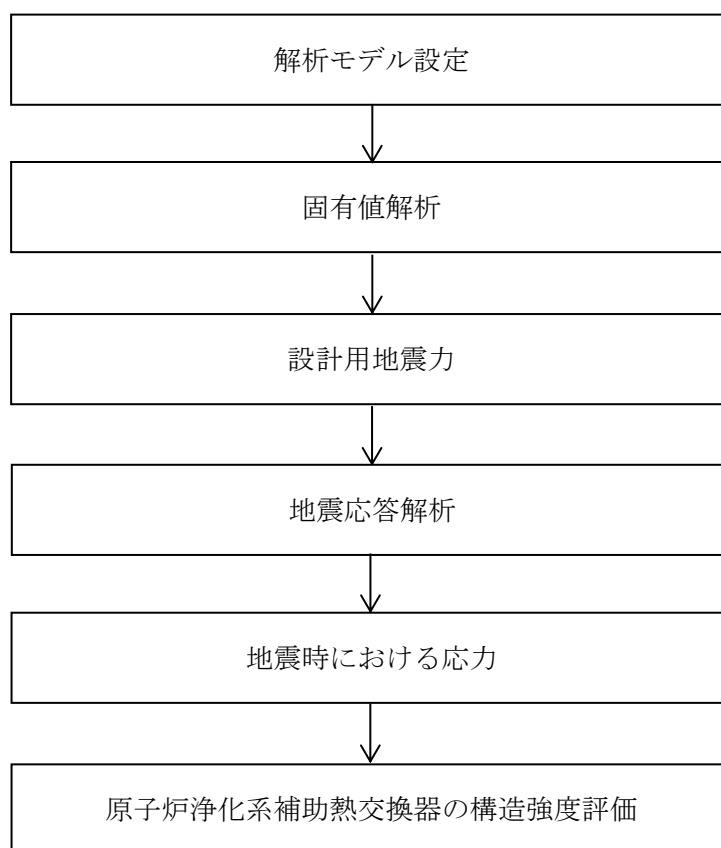 解析モデル設定
固有値解析
設計用地震力
地震応答解析
地震時における応力
原子炉浄化系補助熱交換器の構造強度評価